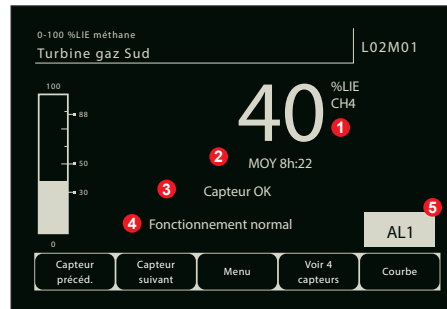 0-100 %LIE méthane
Turbine gaz Sud
L02M01
100
88
50
30
0
40
%LIE
CH4
1
2
MOY 8h:22
3
Capteur OK
4
Fonctionnement normal
5
AL1
Capteur
précéd.
Capteur
suivant
Menu
Voir 4
capteurs
Courbe